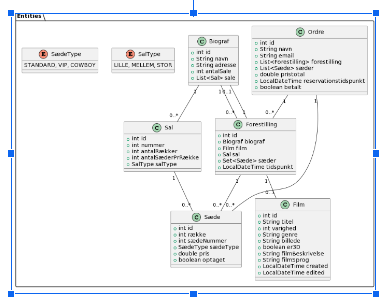 Entities
E SædeType
STANDARD, VIP, COWBOY
E SalType
LILLE, MELLEM, STOR
C Biograf
int id
String navn
String adresse
int antalSale
List<Sal> sale
C Ordre
int id
String navn
String email
List<Forestilling> forestilling
List<Sæde> sæder
double pristotal
LocalDateTime reservationstidspunkt
boolean betalt
1
1
1
1
0..*
0..*
C Sal
int id
int nummer
int antalRækker
int antalSæderPrRække
SalType salType
C Forestilling
int id
Biograf biograf
Film film
Sal sal
Set<Sæde> sæder
LocalDateTime tidspunkt
1
1
1
0..*
0..*
0..*
C Sæde
int id
int række
int sædeNummer
SædeType sædeType
double pris
boolean optaget
C Film
int id
String titel
int varighed
String genre
String billede
boolean er3D
String filmBeskrivelse
String filmsprog
LocalDateTime created
LocalDateTime edited